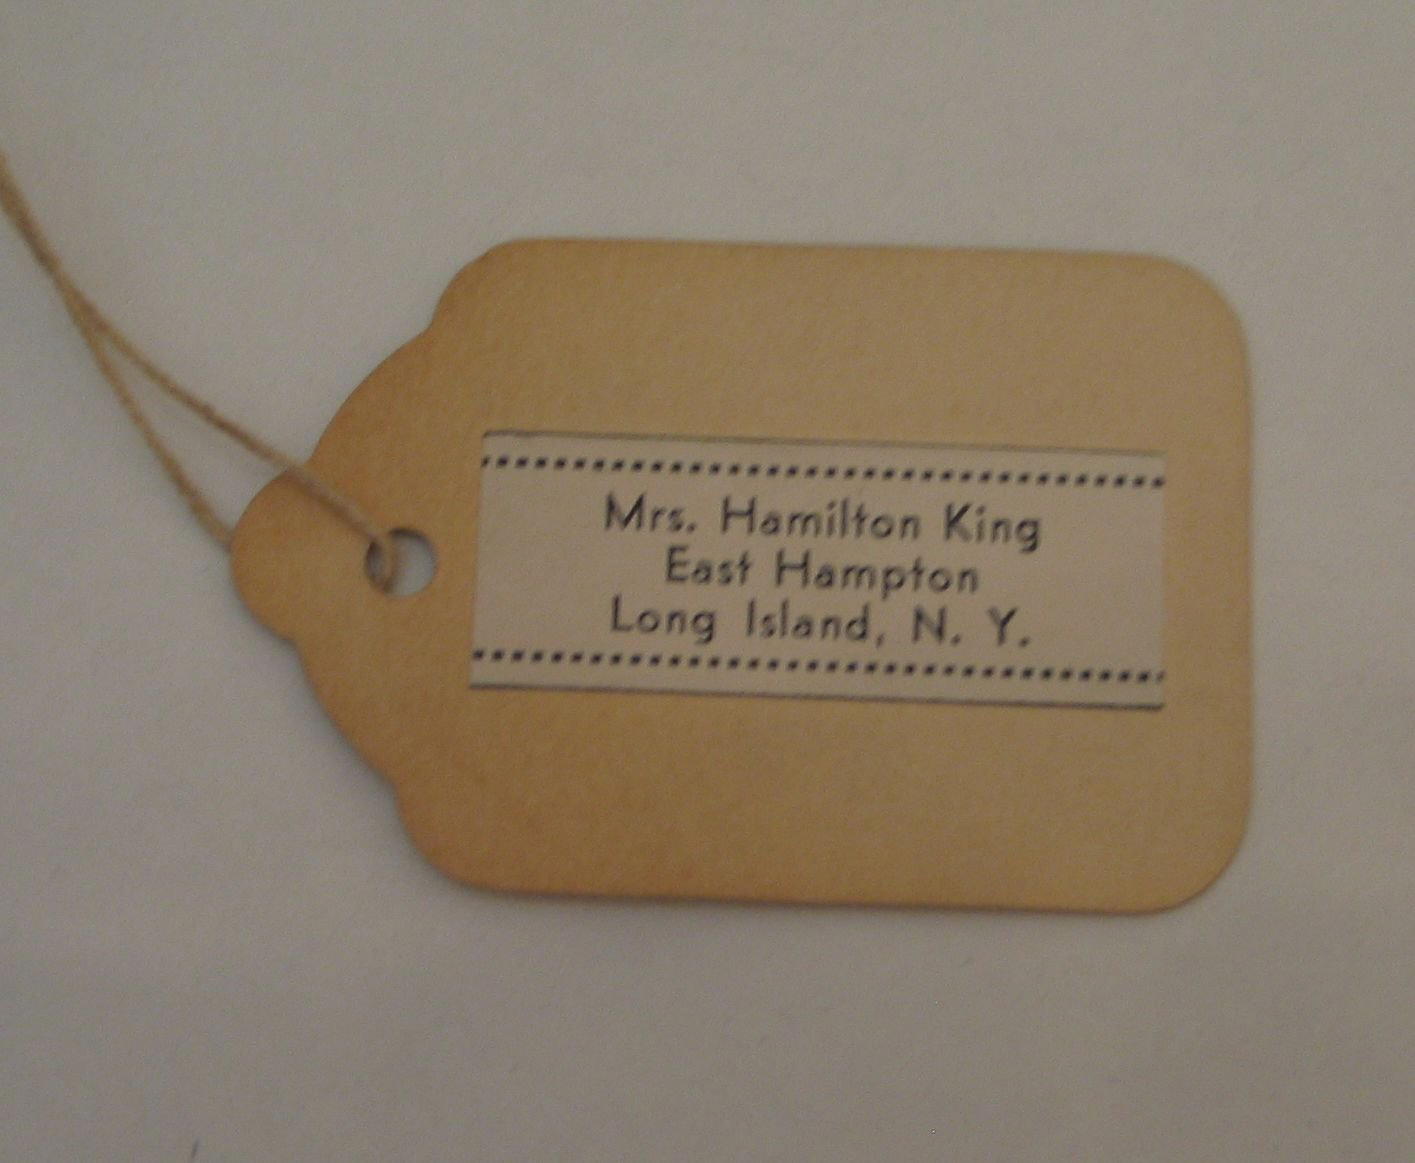 Mrs. Hamilton King
East Hampton
Long Island, N. Y.